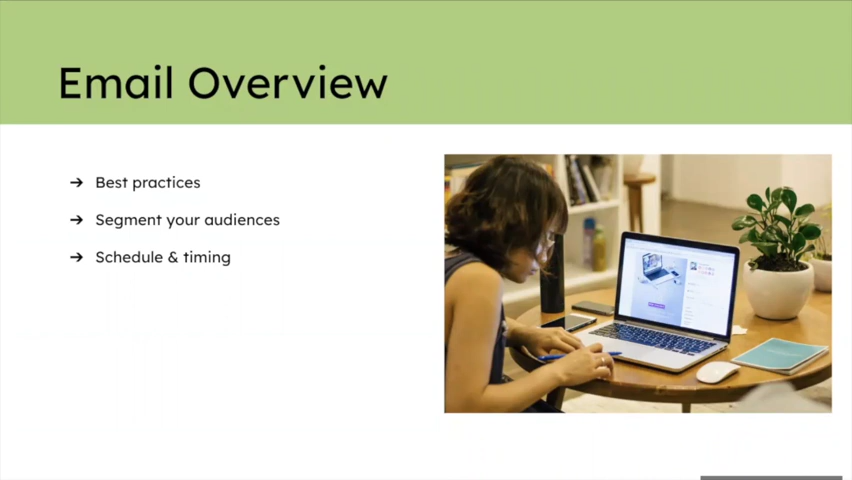 Email Overview
➔ Best practices
➔ Segment your audiences
➔ Schedule & timing